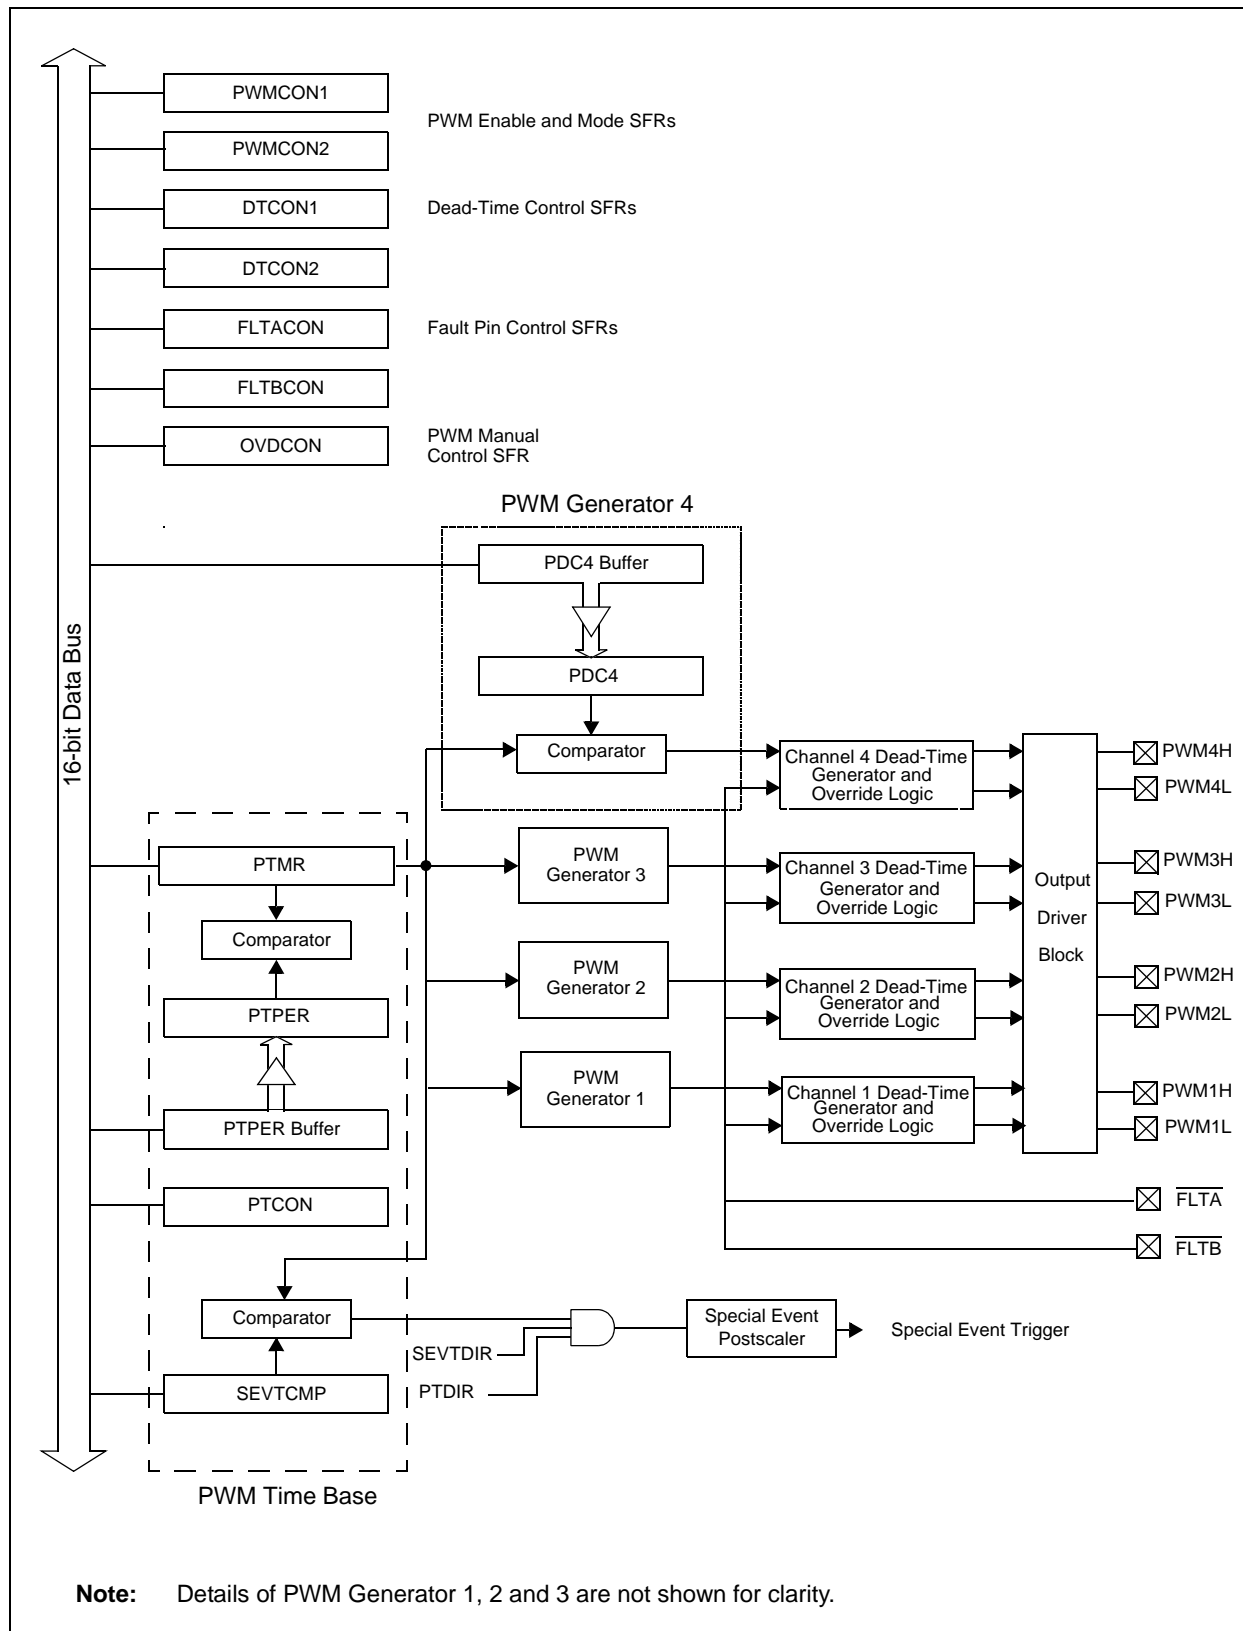 PWMCON1
PWM Enable and Mode SFRs
PWMCON2
DTCON1
Dead-Time Control SFRs
DTCON2
FLTACON
Fault Pin Control SFRs
FLTBCON
OVDCON
PWM Manual
Control SFR
PWM Generator 4
PDC4 Buffer
PDC4
Comparator
16-bit Data Bus
Channel 4 Dead-Time
Generator and
Override Logic
PWM4H
PWM4L
PTMR
Comparator
PTPER
PTPER Buffer
PTCON
Comparator
SEVTCMP
PWM Time Base
PWM
Generator 3
Channel 3 Dead-Time
Generator and
Override Logic
PWM3H
PWM3L
Output
Driver
Block
PWM
Generator 2
Channel 2 Dead-Time
Generator and
Override Logic
PWM2H
PWM2L
PWM
Generator 1
Channel 1 Dead-Time
Generator and
Override Logic
PWM1H
PWM1L
FLTA
FLTB
SEVTDIR
PTDIR
Special Event
Postscaler
Special Event Trigger
Note: Details of PWM Generator 1, 2 and 3 are not shown for clarity.